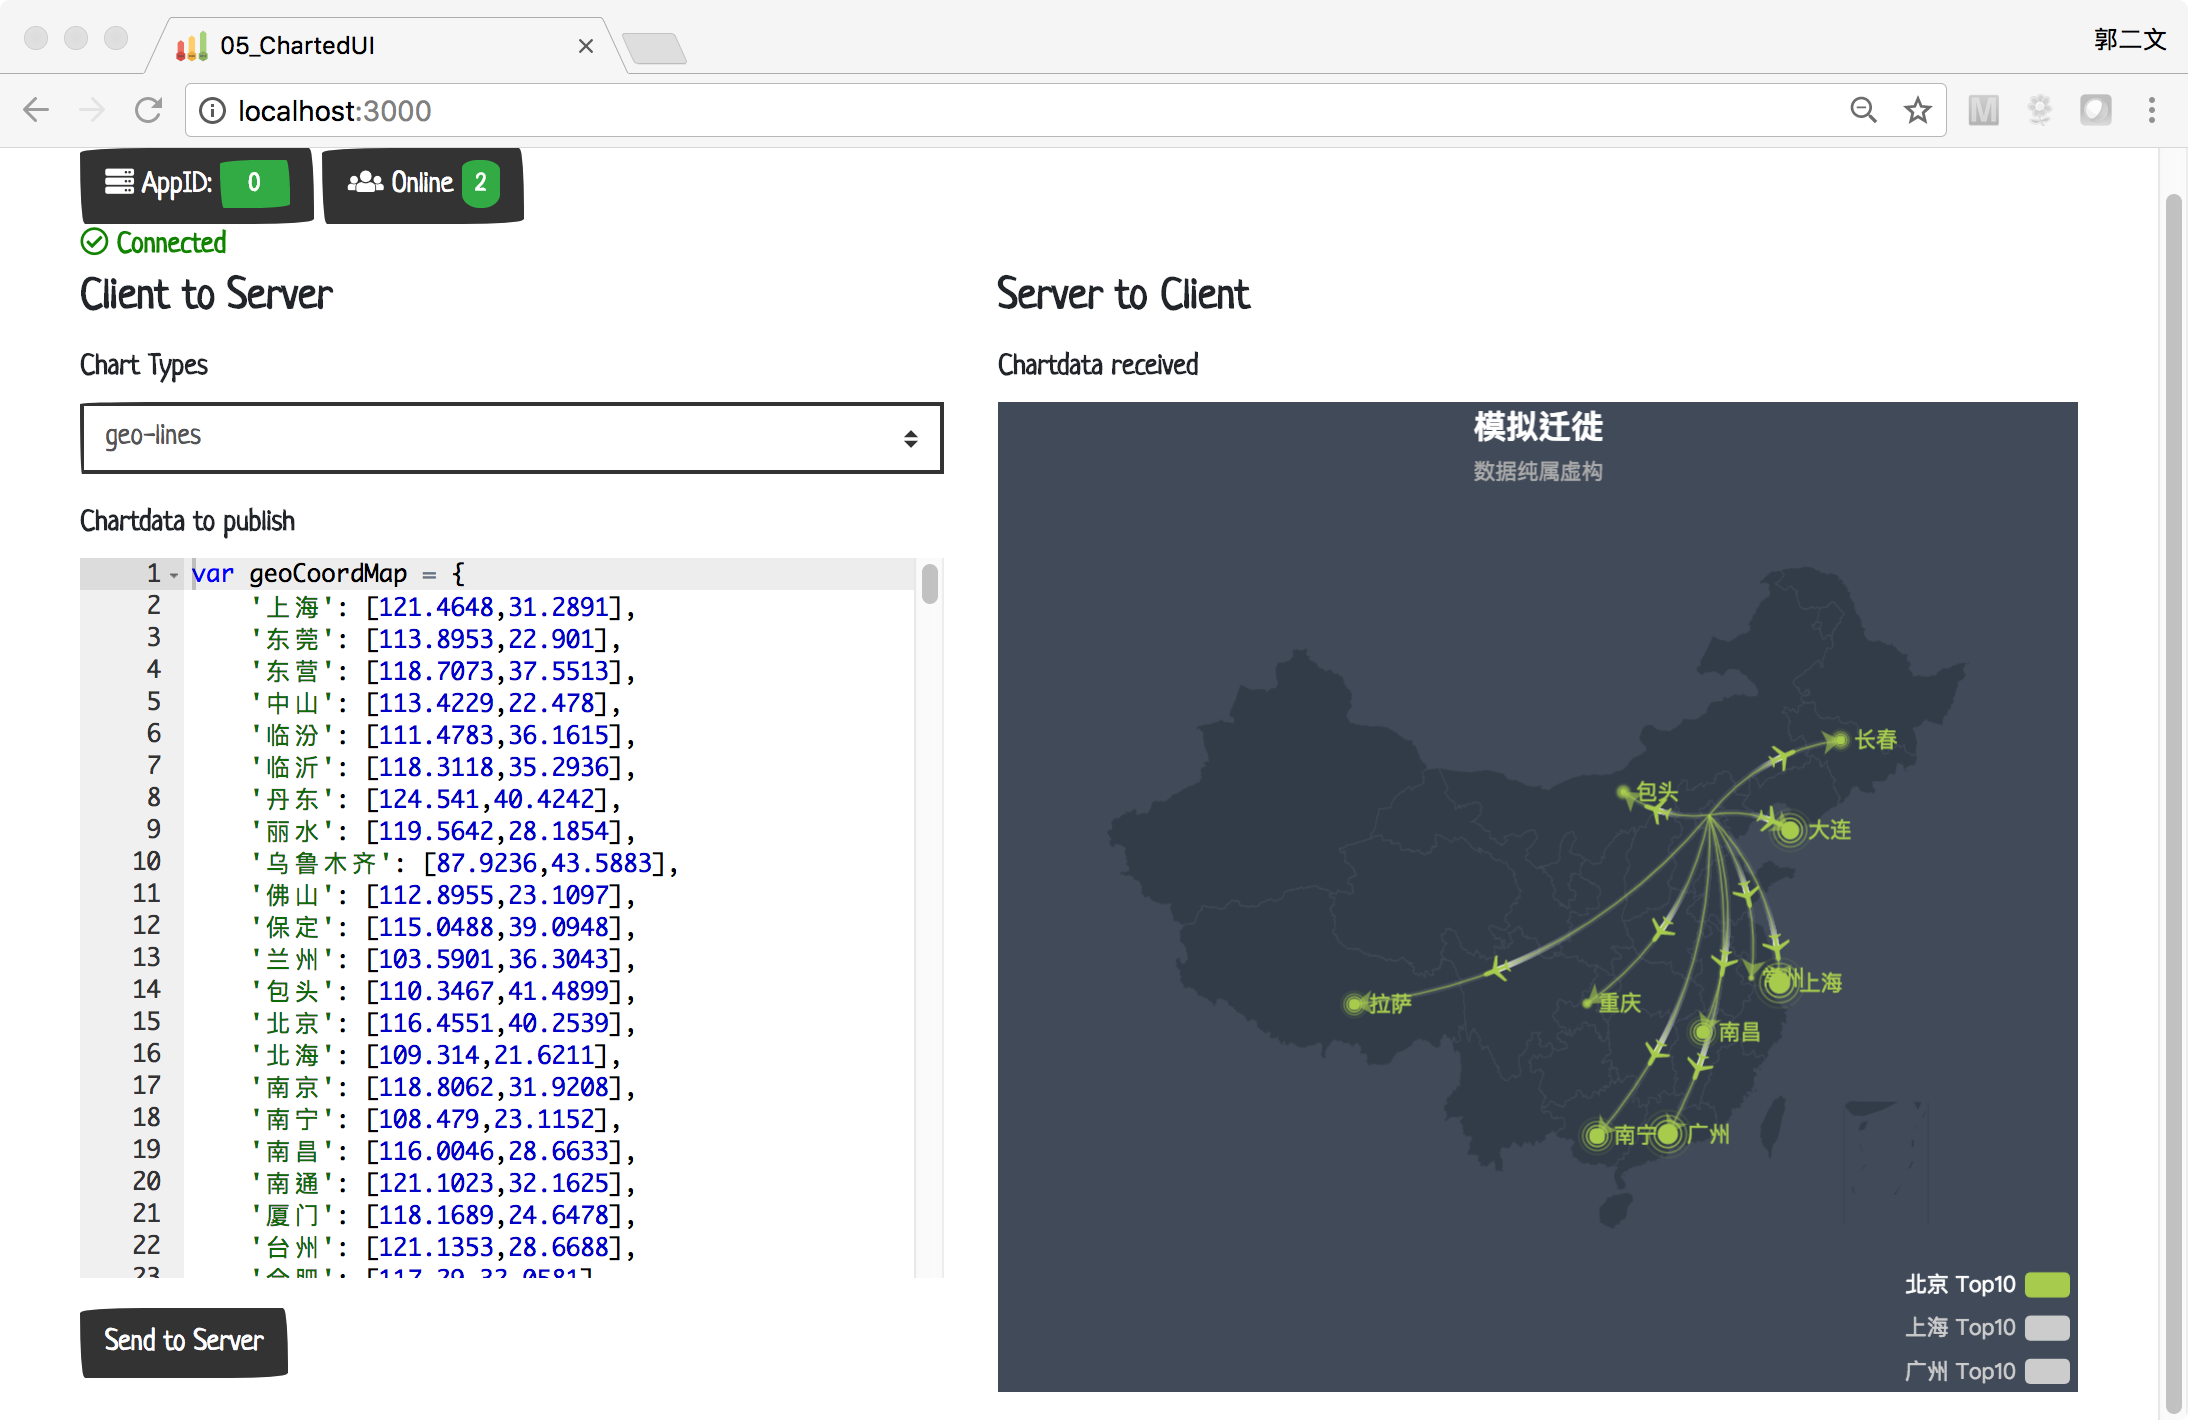 05_ChartedUI
郭二文
localhost:3000
AppID: 0
Online 2
Connected
Client to Server
Chart Types
geo-lines
Chartdata to publish
1 var geoCoordMap = {
2 '上海': [121.4648,31.2891],
3 '东莞': [113.8953,22.901],
4 '东营': [118.7073,37.5513],
5 '中山': [113.4229,22.478],
6 '临汾': [111.4783,36.1615],
7 '临沂': [118.3118,35.2936],
8 '丹东': [124.541,40.4242],
9 '丽水': [119.5642,28.1854],
10 '乌鲁木齐': [87.9236,43.5883],
11 '佛山': [112.8955,23.1097],
12 '保定': [115.0488,39.0948],
13 '兰州': [103.5901,36.3043],
14 '包头': [110.3467,41.4899],
15 '北京': [116.4551,40.2539],
16 '北海': [109.314,21.6211],
17 '南京': [118.8062,31.9208],
18 '南宁': [108.479,23.1152],
19 '南昌': [116.0046,28.6633],
20 '南通': [121.1023,32.1625],
21 '厦门': [118.1689,24.6478],
22 '台州': [121.1353,28.6688],
23 '合肥': [117.29,32.0581]
Send to Server
Server to Client
Chartdata received
模拟迁徙
数据纯属虚构
长春
包头
大连
常州
上海
拉萨
重庆
南昌
南宁
广州
北京 Top10
上海 Top10
广州 Top10